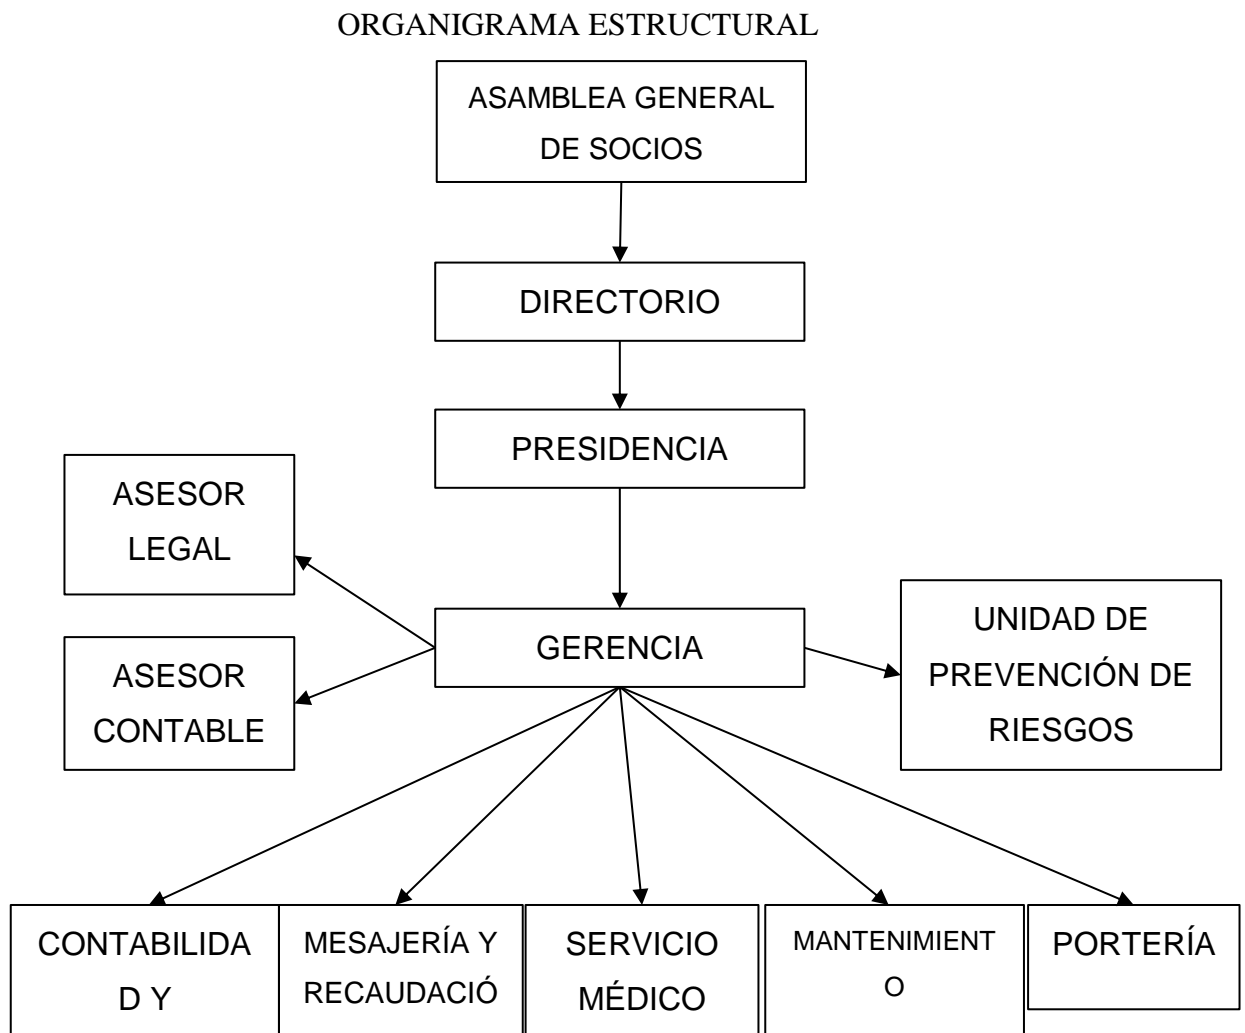 ORGANIGRAMA ESTRUCTURAL
ASAMBLEA GENERAL
DE SOCIOS
DIRECTORIO
PRESIDENCIA
ASESOR
LEGAL
GERENCIA
ASESOR
CONTABLE
UNIDAD DE
PREVENCIÓN DE
RIESGOS
CONTABILIDA
D Y
MESAJERÍA Y
RECAUDACIÓ
SERVICIO
MÉDICO
MANTENIMIENT
O
PORTERÍA